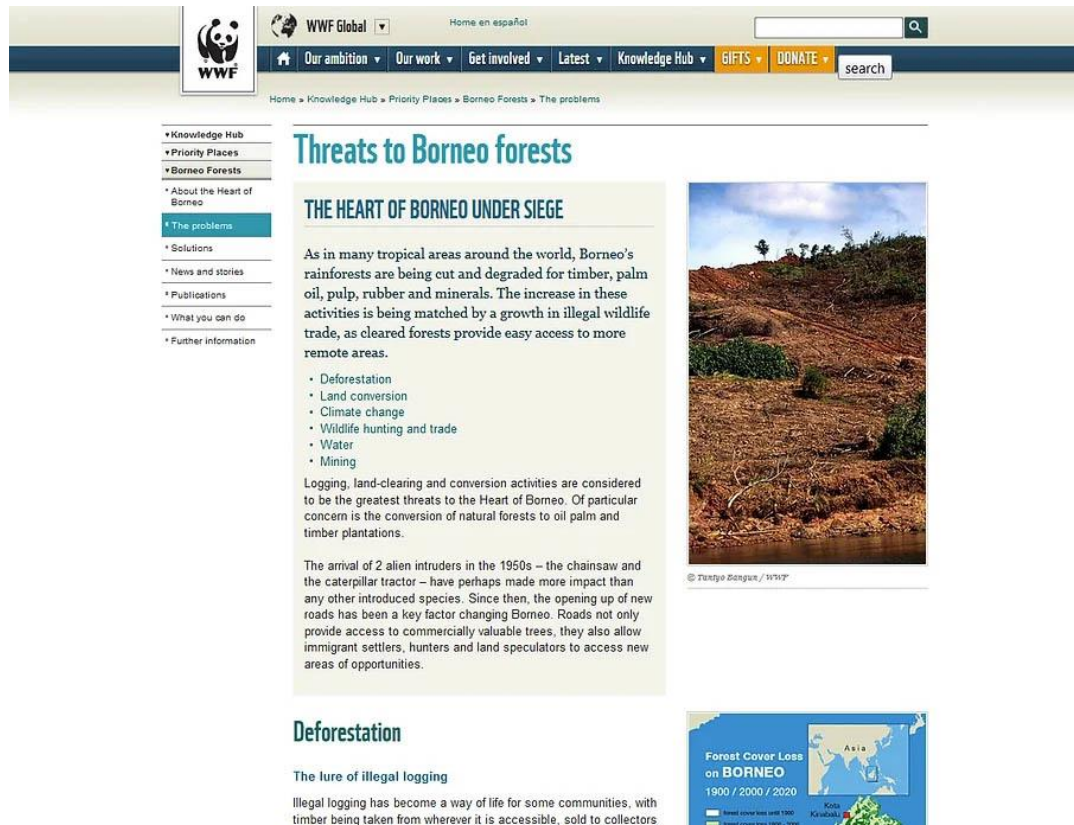 WWF
WWF Global
Home en español
Our ambition
Our work
Get involved
Latest
Knowledge Hub
GIFTS
DONATE
search
Home » Knowledge Hub » Priority Places » Borneo Forests » The problems
Knowledge Hub
Priority Places
Borneo Forests
About the Heart of
Borneo
The problems
Solutions
News and stories
Publications
What you can do
Further information
Threats to Borneo forests
THE HEART OF BORNEO UNDER SIEGE
As in many tropical areas around the world, Borneo's
rainforests are being cut and degraded for timber, palm
oil, pulp, rubber and minerals. The increase in these
activities is being matched by a growth in illegal wildlife
trade, as cleared forests provide easy access to more
remote areas.
• Deforestation
• Land conversion
• Climate change
• Wildlife hunting and trade
• Water
• Mining
Logging, land-clearing and conversion activities are considered
to be the greatest threats to the Heart of Borneo. Of particular
concern is the conversion of natural forests to oil palm and
timber plantations.
The arrival of 2 alien intruders in the 1950s – the chainsaw and
the caterpillar tractor – have perhaps made more impact than
any other introduced species. Since then, the opening up of new
roads has been a key factor changing Borneo. Roads not only
provide access to commercially valuable trees, they also allow
immigrant settlers, hunters and land speculators to access new
areas of opportunities.
© Tantyo Bangun / WWF
Deforestation
The lure of illegal logging
Illegal logging has become a way of life for some communities, with
timber being taken from wherever it is accessible, sold to collectors
Forest Cover Loss
on BORNEO
1900 / 2000 / 2020
Asia
Kota
Kinabalu
forest cover loss until 1900